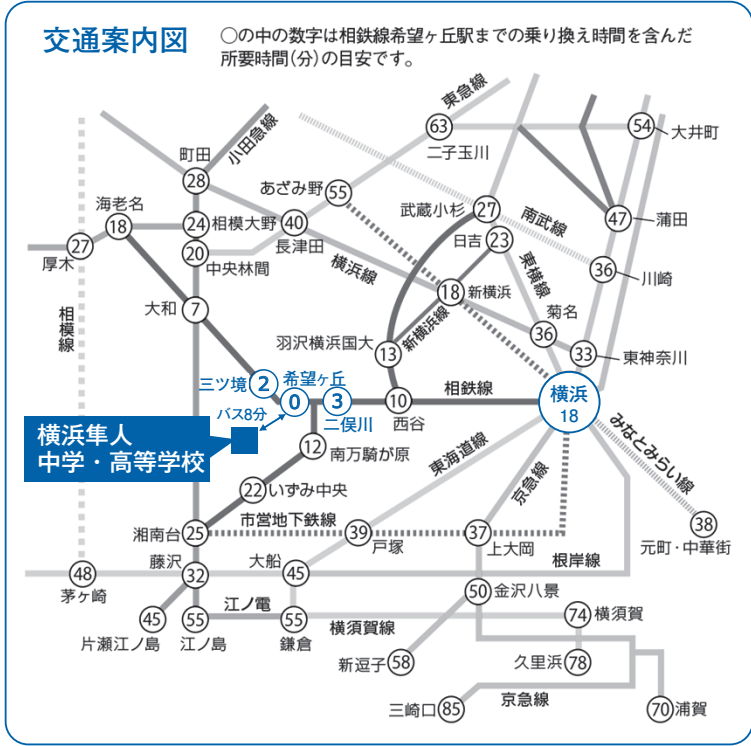 交通案内図
○の中の数字は相鉄線希望ヶ丘駅までの乗り換え時間を含んだ
所要時間(分)の目安です。
東急線
小田急線
63
二子玉川
54
大井町
町田
28
あざみ野
55
海老名
18
24
相模大野
40
長津田
武蔵小杉
27
南武線
47
蒲田
27
厚木
20
中央林間
横浜線
日吉
23
東横線
36
川崎
相模線
大和
7
18
新横浜
新横浜線
菊名
36
羽沢横浜国大
13
33
東神奈川
三ツ境
2
希望ヶ丘
0
3
二俣川
相鉄線
10
西谷
横浜
18
バス8分
横浜隼人
中学・高等学校
12
南万騎が原
東海道線
京急線
みなとみらい線
22
いずみ中央
市営地下鉄線
湘南台
25
39
戸塚
37
上大岡
38
元町・中華街
藤沢
32
大船
45
根岸線
48
茅ヶ崎
50
金沢八景
45
片瀬江ノ島
江ノ電
55
江ノ島
55
鎌倉
横須賀線
74
横須賀
新逗子
58
久里浜
78
三崎口
85
京急線
70
浦賀